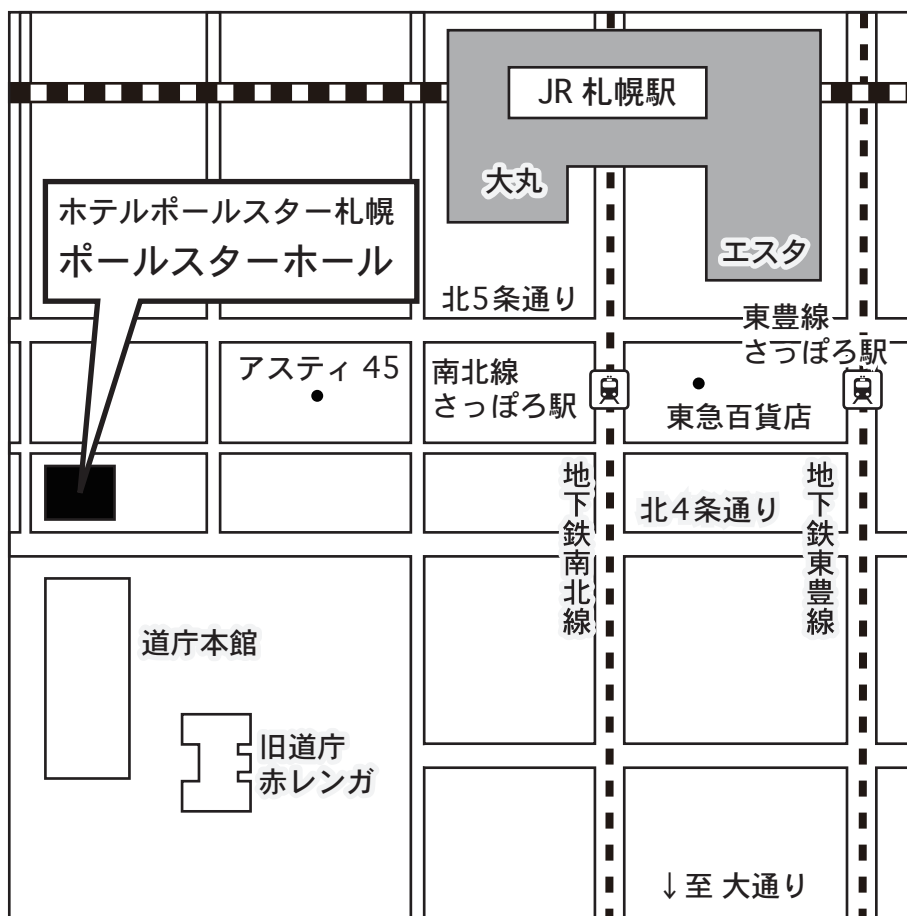 JR 札幌駅
大丸
ホテルポールスター札幌
ポールスターホール
エスタ
北5条通り
東豊線
さっぽろ駅
アスティ 45
南北線
さっぽろ駅
東急百貨店
地下鉄南北線
北4条通り
地下鉄東豊線
道庁本館
旧道庁
赤レンガ
↓至 大通り